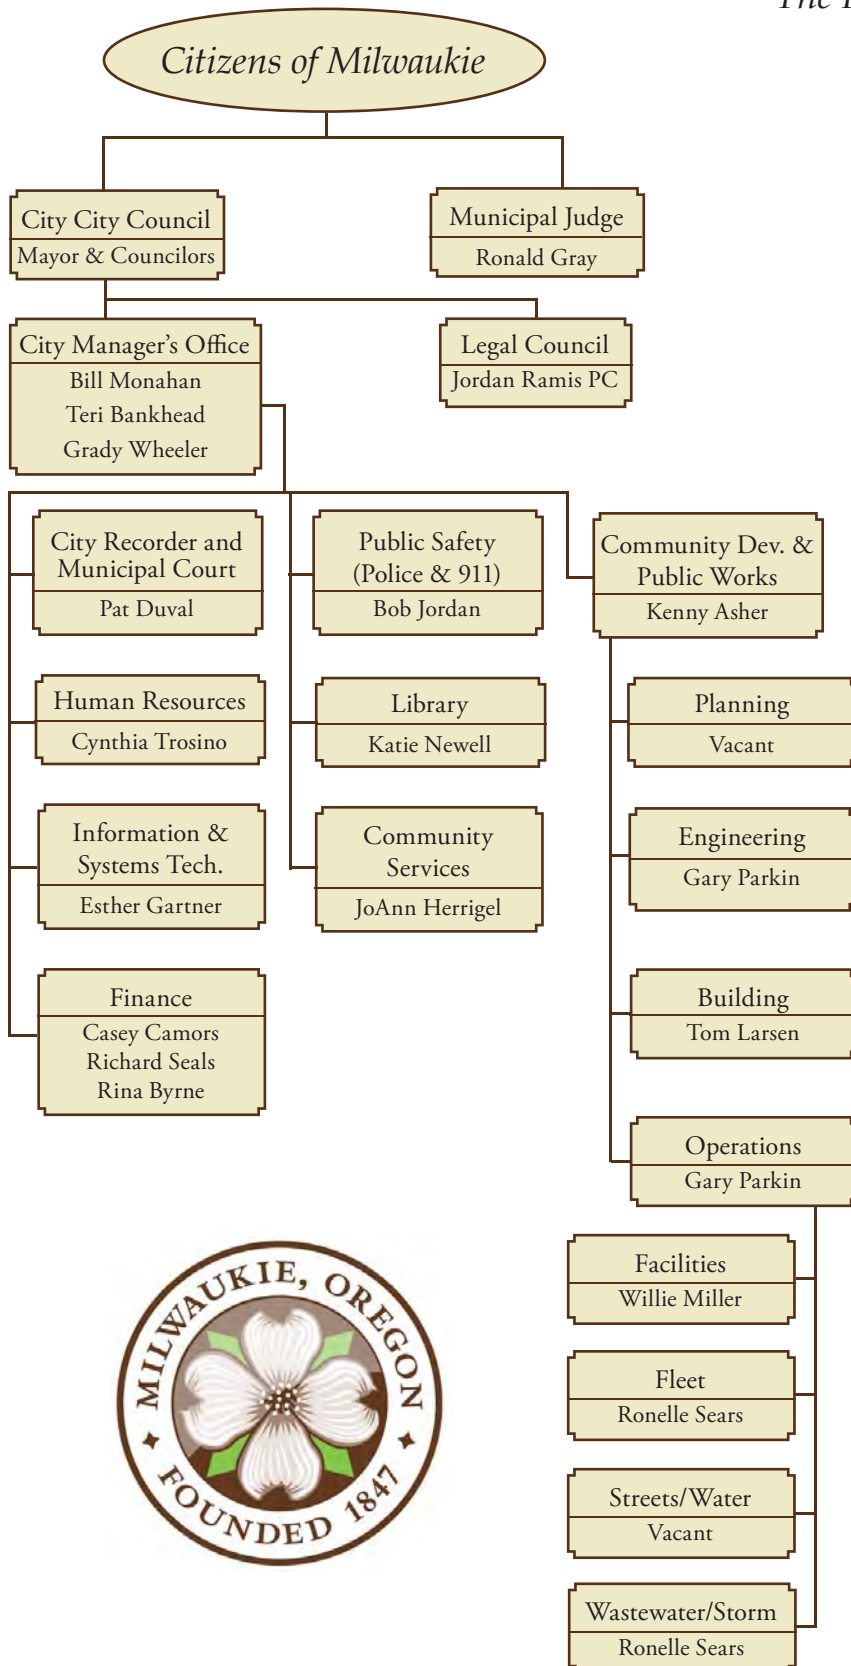 Citizens of Milwaukie
City City Council
Mayor & Councilors
Municipal Judge
Ronald Gray
City Manager's Office
Bill Monahan
Teri Bankhead
Grady Wheeler
Legal Council
Jordan Ramis PC
City Recorder and
Municipal Court
Pat Duval
Public Safety
(Police & 911)
Bob Jordan
Community Dev. &
Public Works
Kenny Asher
Human Resources
Cynthia Trosino
Library
Katie Newell
Planning
Vacant
Information &
Systems Tech.
Esther Gartner
Community
Services
JoAnn Herrigel
Engineering
Gary Parkin
Finance
Casey Camors
Richard Seals
Rina Byrne
Building
Tom Larsen
Operations
Gary Parkin
Facilities
Willie Miller
Fleet
Ronelle Sears
Streets/Water
Vacant
Wastewater/Storm
Ronelle Sears
MILWAUKIE, OREGON
FOUNDED 1847